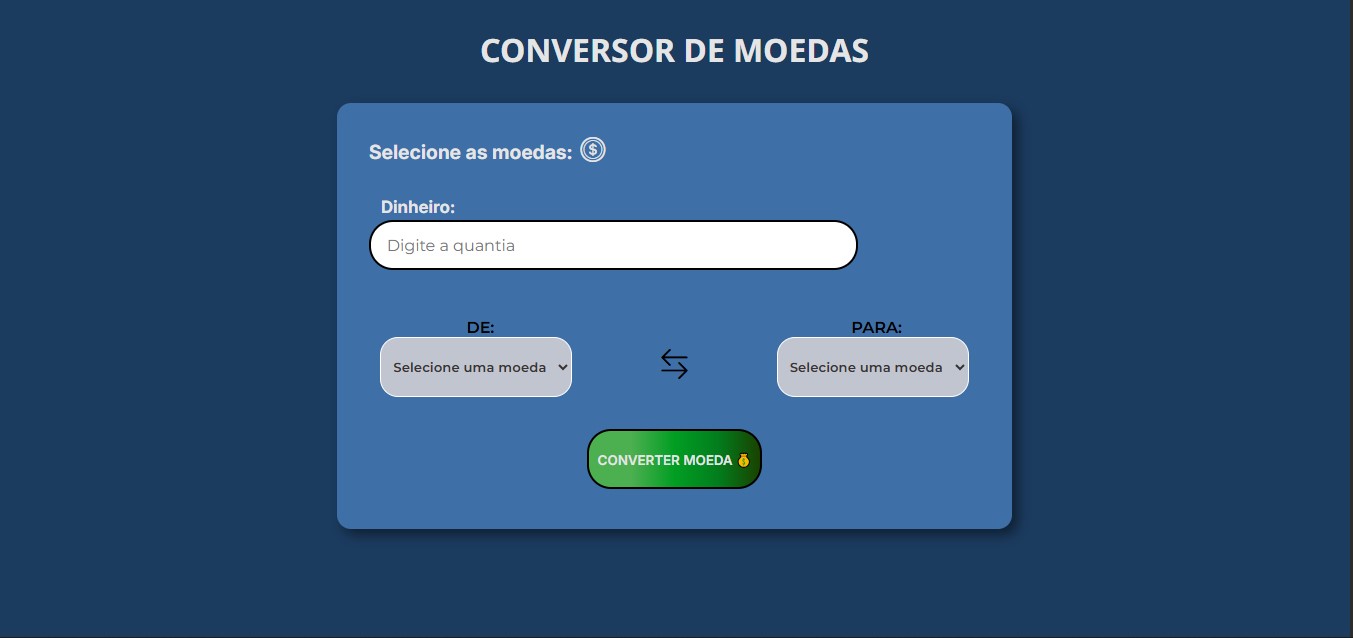 CONVERSOR DE MOEDAS
Selecione as moedas:
Dinheiro:
Digite a quantia
DE:
PARA:
Selecione uma moeda
Selecione uma moeda
CONVERTER MOEDA 💰